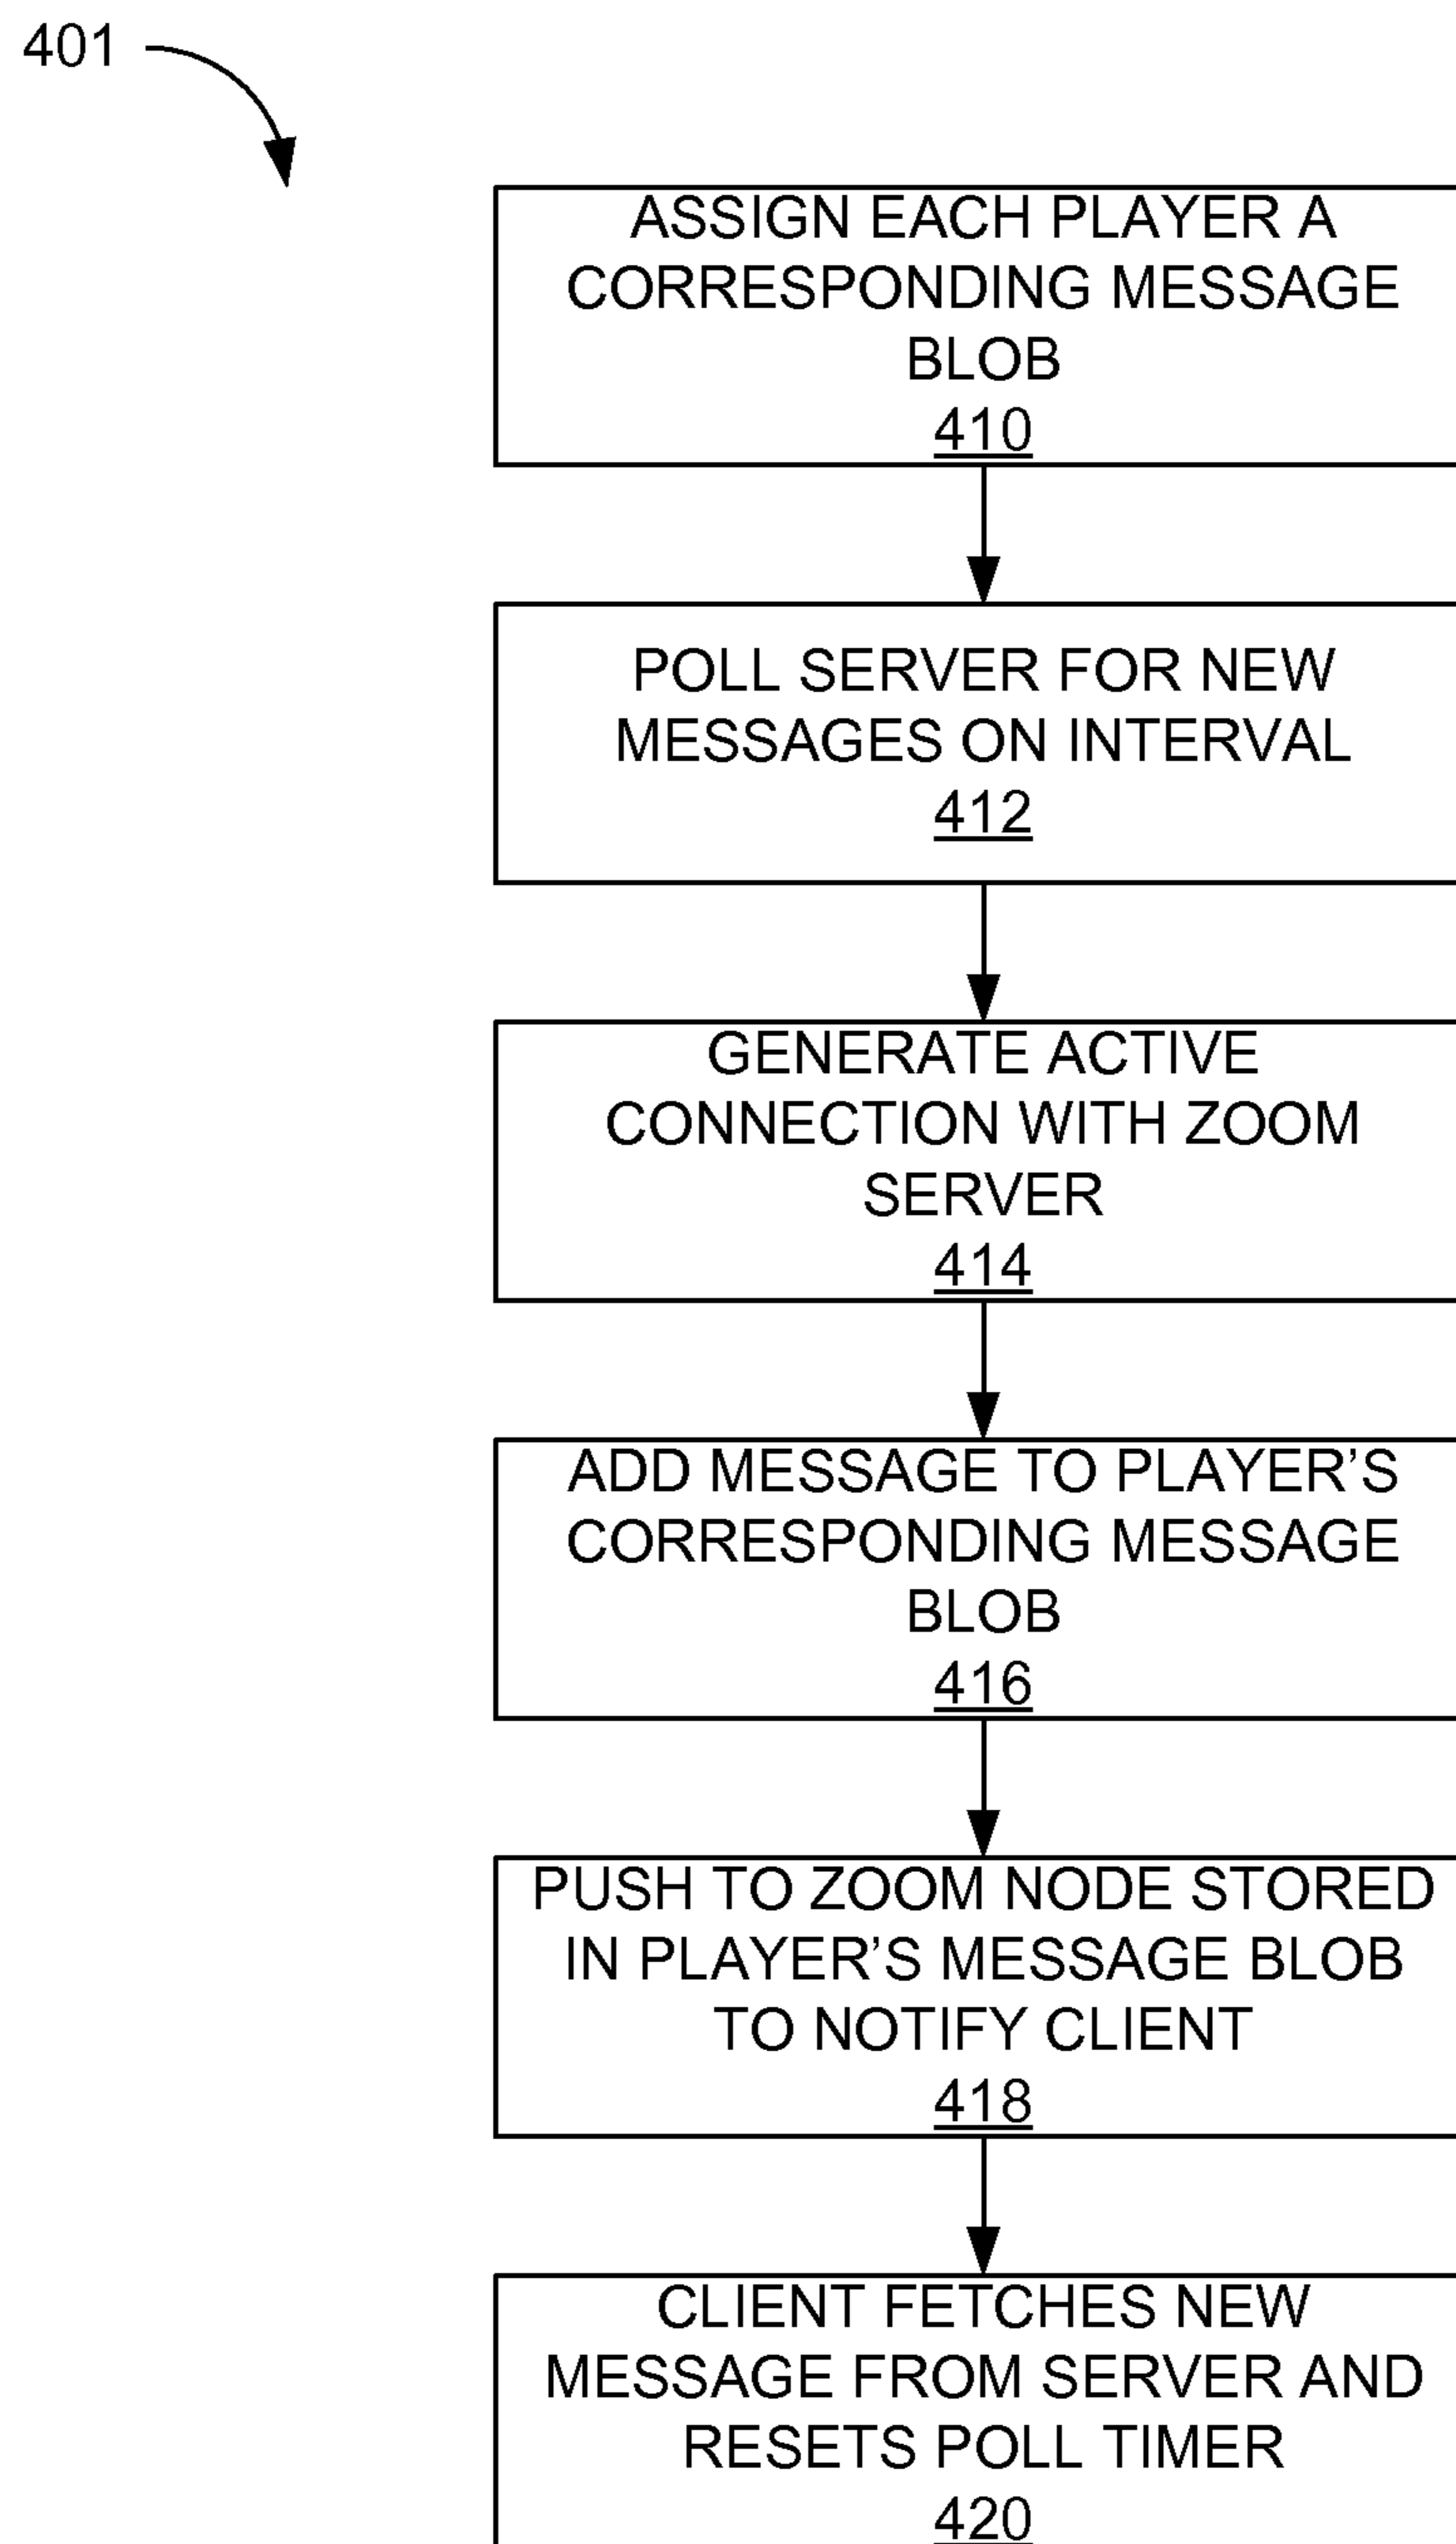 401
ASSIGN EACH PLAYER A
CORRESPONDING MESSAGE
BLOB
410
POLL SERVER FOR NEW
MESSAGES ON INTERVAL
412
GENERATE ACTIVE
CONNECTION WITH ZOOM
SERVER
414
ADD MESSAGE TO PLAYER’S
CORRESPONDING MESSAGE
BLOB
416
PUSH TO ZOOM NODE STORED
IN PLAYER’S MESSAGE BLOB
TO NOTIFY CLIENT
418
CLIENT FETCHES NEW
MESSAGE FROM SERVER AND
RESETS POLL TIMER
420